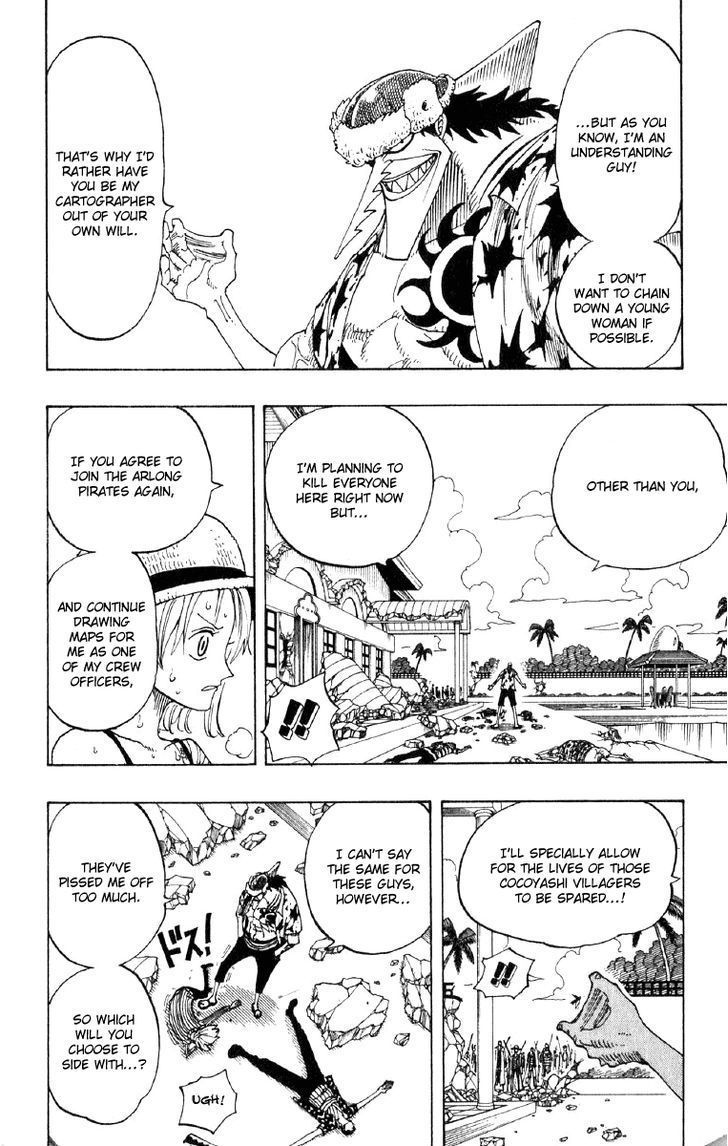 ...BUT AS YOU
KNOW, I'M AN
UNDERSTANDING
GUY!
I DON'T
WANT TO CHAIN
DOWN A YOUNG
WOMAN IF
POSSIBLE.
THAT'S WHY I'D
RATHER HAVE
YOU BE MY
CARTOGRAPHER
OUT OF YOUR
OWN WILL.
OTHER THAN YOU,
I'M PLANNING TO
KILL EVERYONE
HERE RIGHT NOW
BUT...
!!
IF YOU AGREE TO
JOIN THE ARLONG
PIRATES AGAIN,
AND CONTINUE
DRAWING
MAPS FOR
ME AS ONE
OF MY CREW
OFFICERS,
I'LL SPECIALLY ALLOW
FOR THE LIVES OF THOSE
COCOYASHI VILLAGERS
TO BE SPARED...!
!!
I CAN'T SAY
THE SAME FOR
THESE GUYS,
HOWEVER...
THEY'VE
PISSED ME OFF
TOO MUCH.
ドス!
SO WHICH
WILL YOU
CHOOSE TO
SIDE WITH...?
UGH!